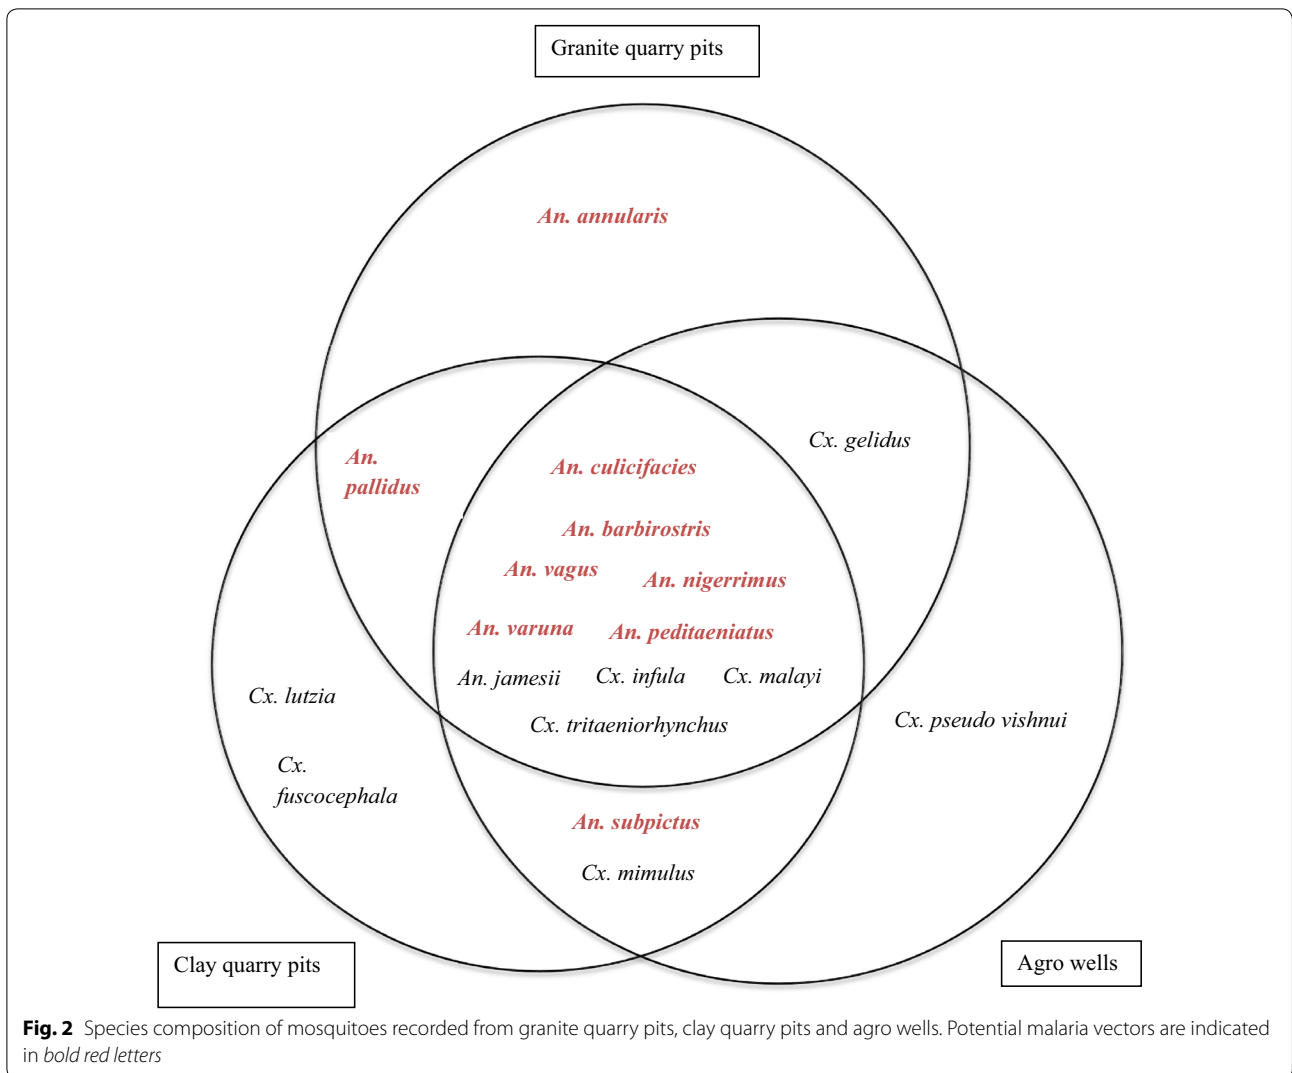 Granite quarry pits
An. annularis
Cx. gelidus
An.
pallidus
An. culicifacies
An. barbirostris
An. vagus
An. nigerrimus
An. varuna
An. peditaeniatus
An. jamesii
Cx. infula
Cx. malayi
Cx. lutzia
Cx. tritaeniorhynchus
Cx. pseudo vishnui
Cx.
fuscocephala
An. subpictus
Cx. mimulus
Clay quarry pits
Agro wells
Fig. 2 Species composition of mosquitoes recorded from granite quarry pits, clay quarry pits and agro wells. Potential malaria vectors are indicated
in bold red letters